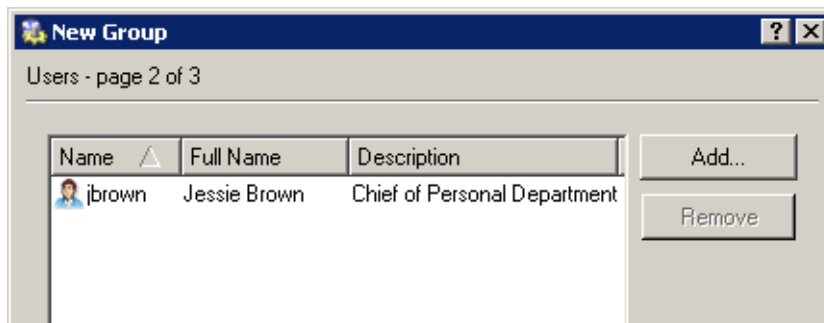 New Group
Users - page 2 of 3
Name Full Name Description Add...
jbrown Jessie Brown Chief of Personal Department
Remove